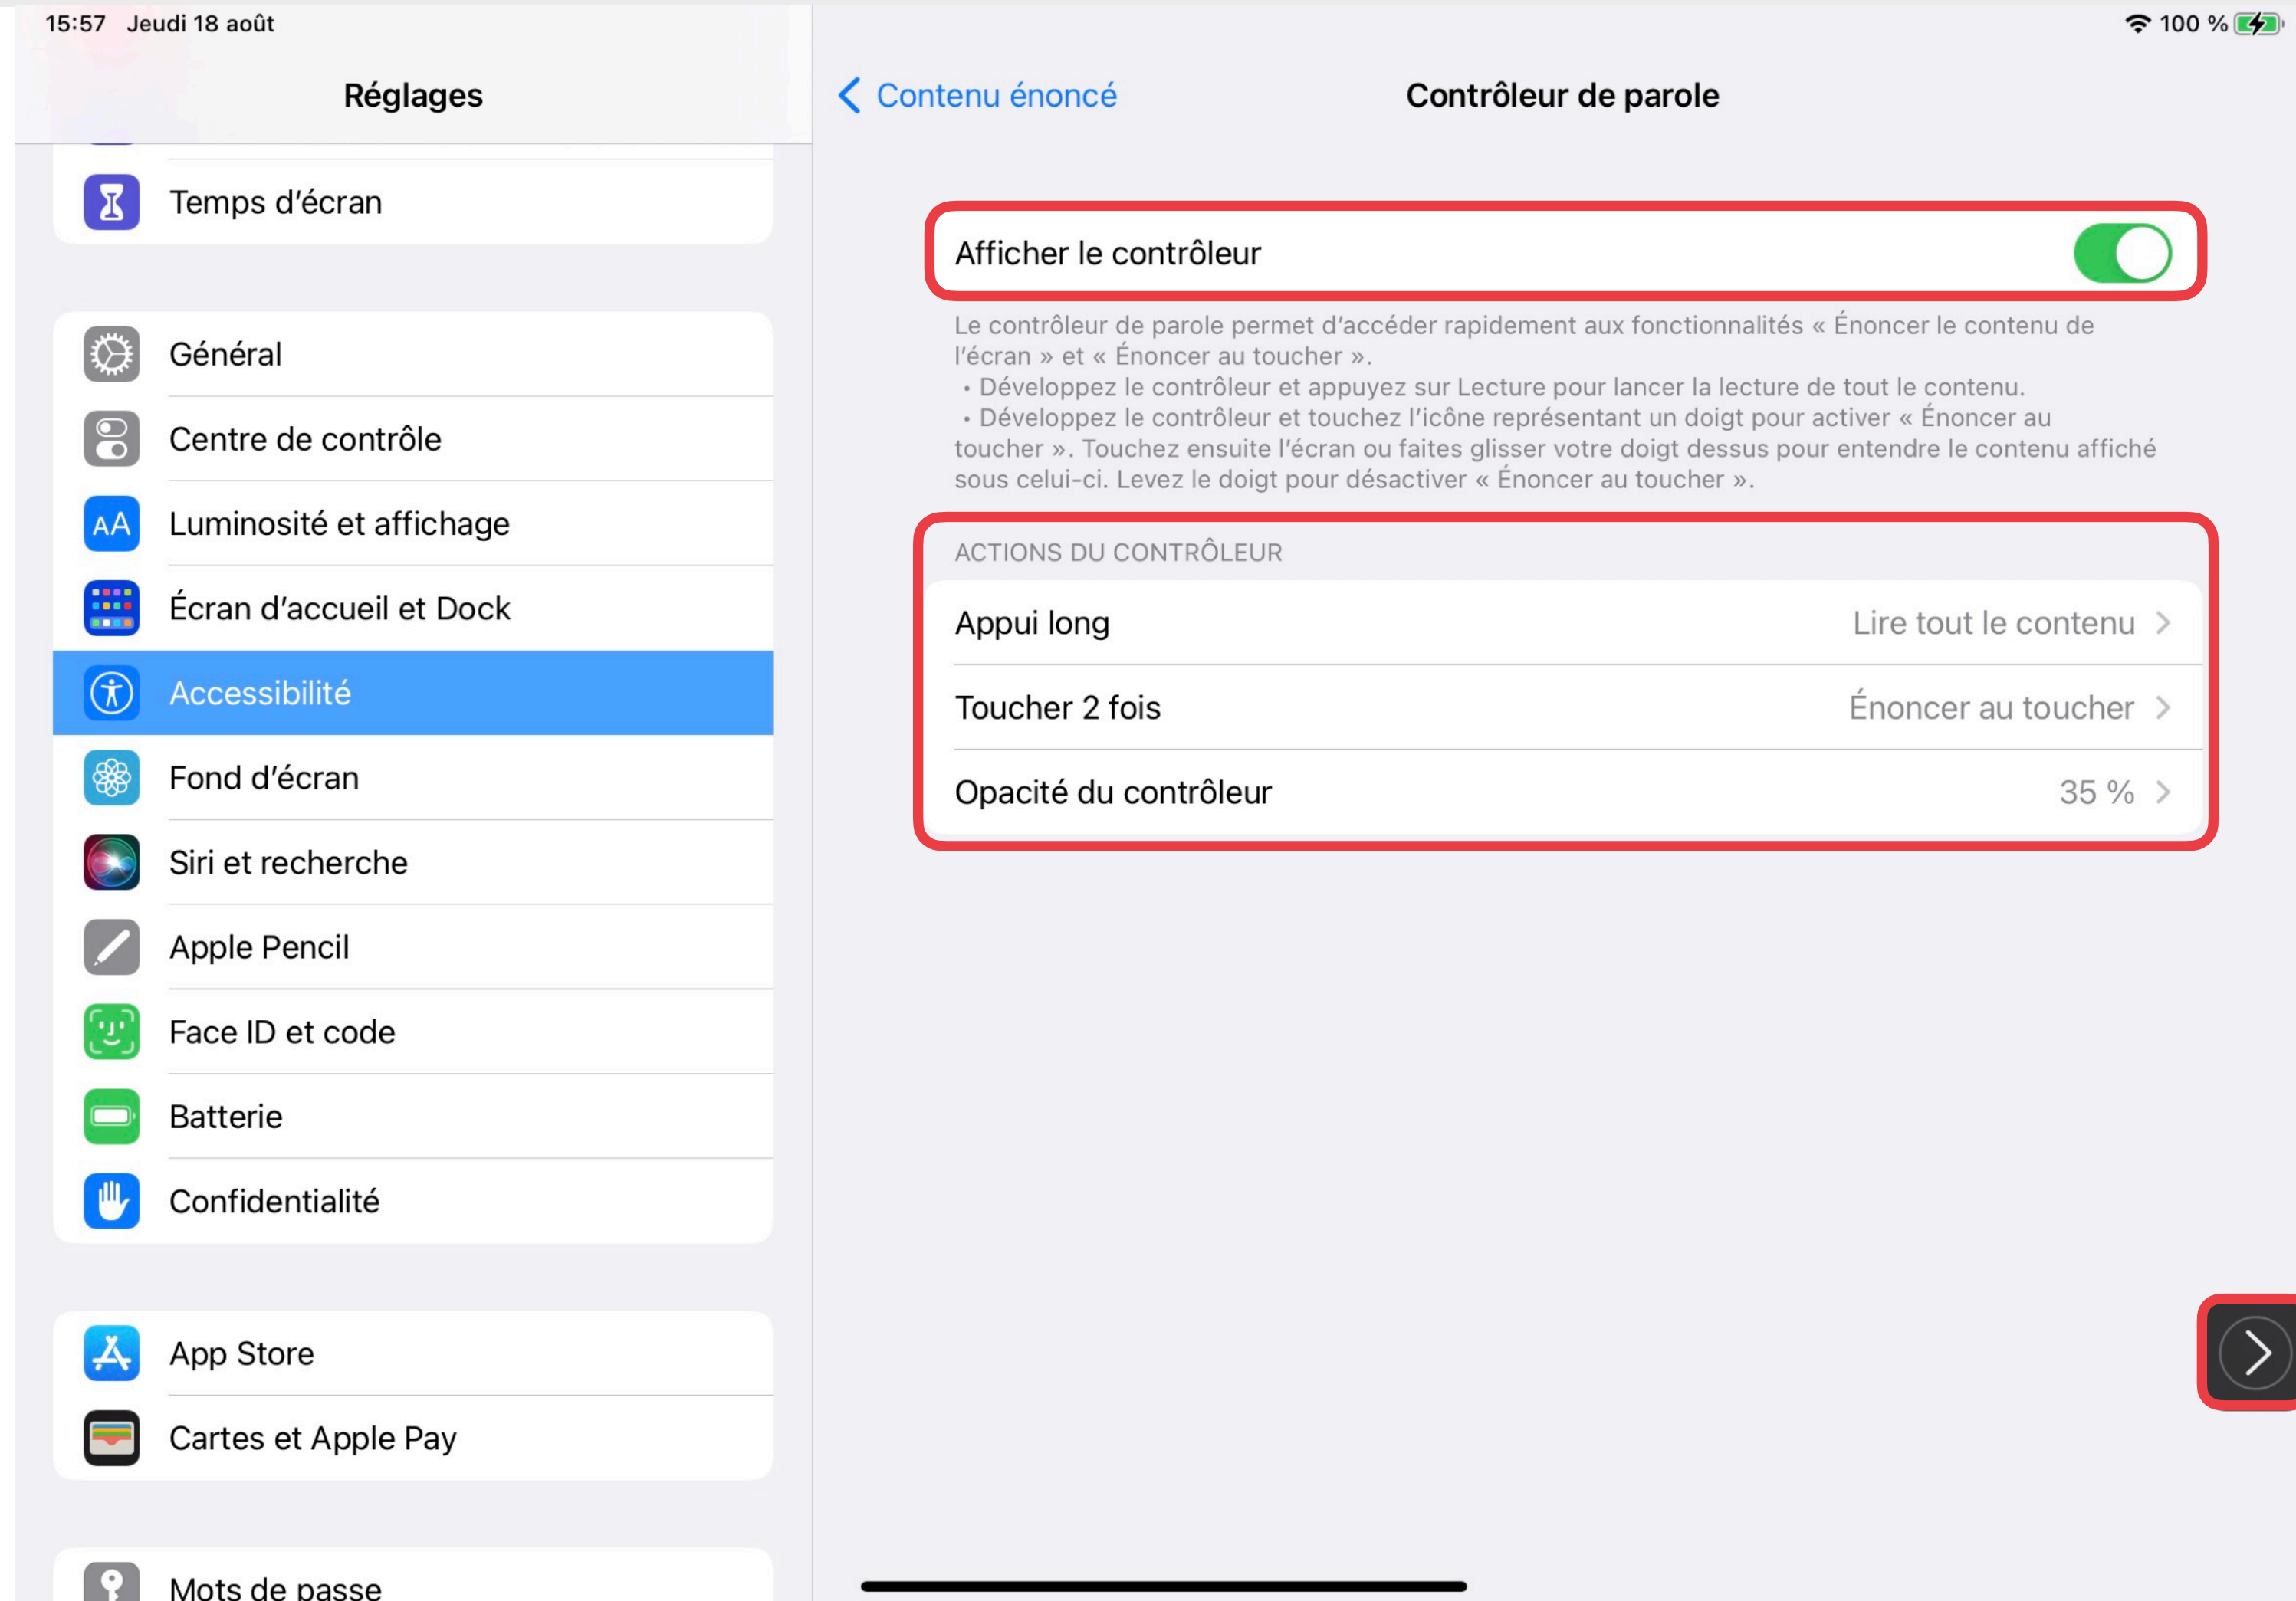 15:57 Jeudi 18 août
100 %
Réglages
Temps d’écran
Général
Centre de contrôle
AA Luminosité et affichage
Écran d’accueil et Dock
Accessibilité
Fond d’écran
Siri et recherche
Apple Pencil
Face ID et code
Batterie
Confidentialité
App Store
Cartes et Apple Pay
Mots de passe
Contenu énoncé
Contrôleur de parole
Afficher le contrôleur
Le contrôleur de parole permet d’accéder rapidement aux fonctionnalités « Énoncer le contenu de
l’écran » et « Énoncer au toucher ».
• Développez le contrôleur et appuyez sur Lecture pour lancer la lecture de tout le contenu.
• Développez le contrôleur et touchez l’icône représentant un doigt pour activer « Énoncer au
toucher ». Touchez ensuite l’écran ou faites glisser votre doigt dessus pour entendre le contenu affiché
sous celui-ci. Levez le doigt pour désactiver « Énoncer au toucher ».
ACTIONS DU CONTRÔLEUR
Appui long Lire tout le contenu
Toucher 2 fois Énoncer au toucher
Opacité du contrôleur 35 %